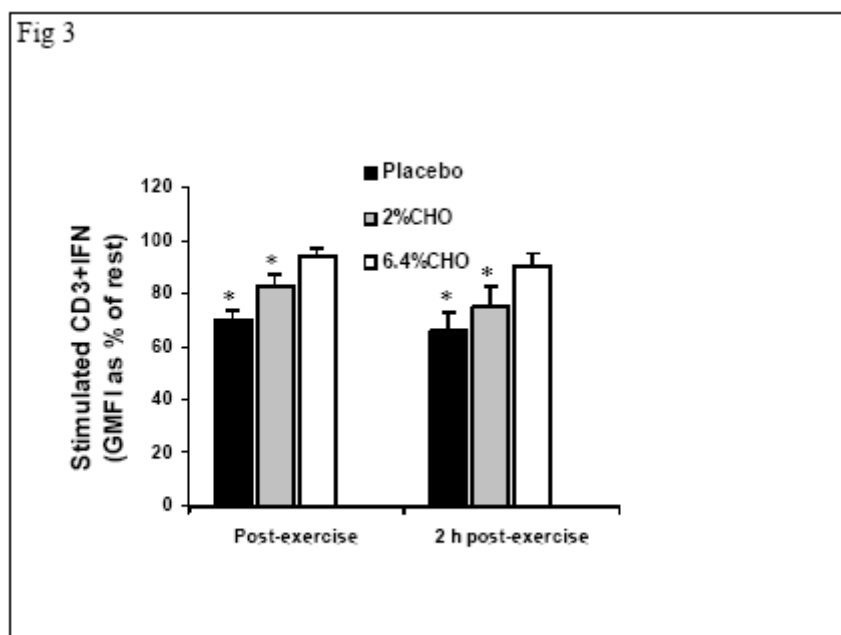 Fig 3
Placebo
2%CHO
6.4%CHO
Stimulated CD3+IFN
(GMFI as % of rest)
120
100
80
60
40
20
0
*
*
*
*
Post-exercise
2 h post-exercise